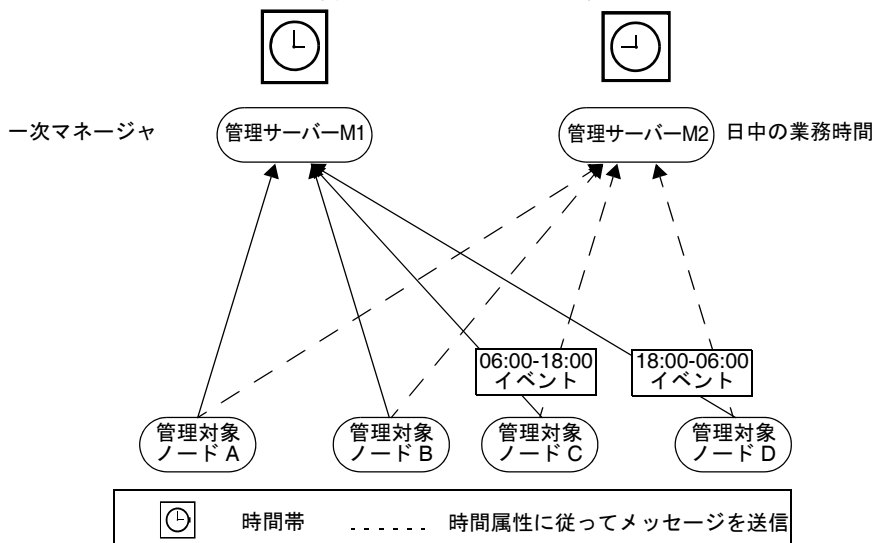 一次マネージャ
管理サーバーM1
管理サーバーM2
日中の業務時間
06:00-18:00
イベント
18:00-06:00
イベント
管理対象
ノード A
管理対象
ノード B
管理対象
ノード C
管理対象
ノード D
時間帯
時間属性に従ってメッセージを送信